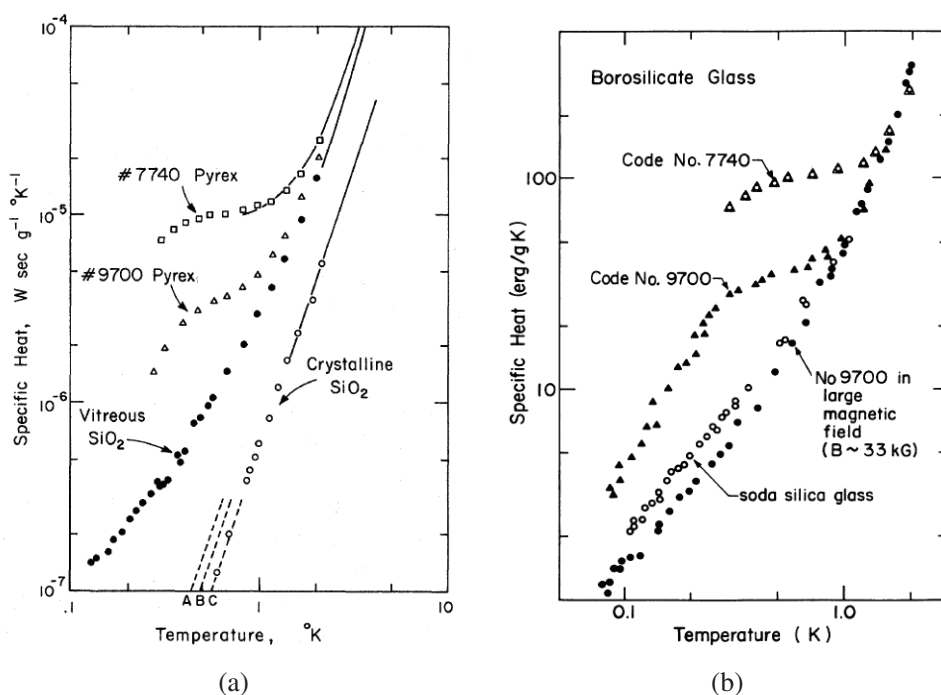 10⁻⁴
10⁻⁵
10⁻⁶
10⁻⁷
Specific Heat, W sec g⁻¹ °K⁻¹
#7740 Pyrex
#9700 Pyrex
Vitreous
SiO₂
Crystalline
SiO₂
A B C
.1
1
10
Temperature, °K
(a)
Borosilicate Glass
Code No. 7740
100
Code No. 9700
10
Specific Heat (erg/g K)
No 9700 in
large
magnetic
field
(B ~ 33 kG)
soda silica glass
0.1
1.0
Temperature ( K )
(b)